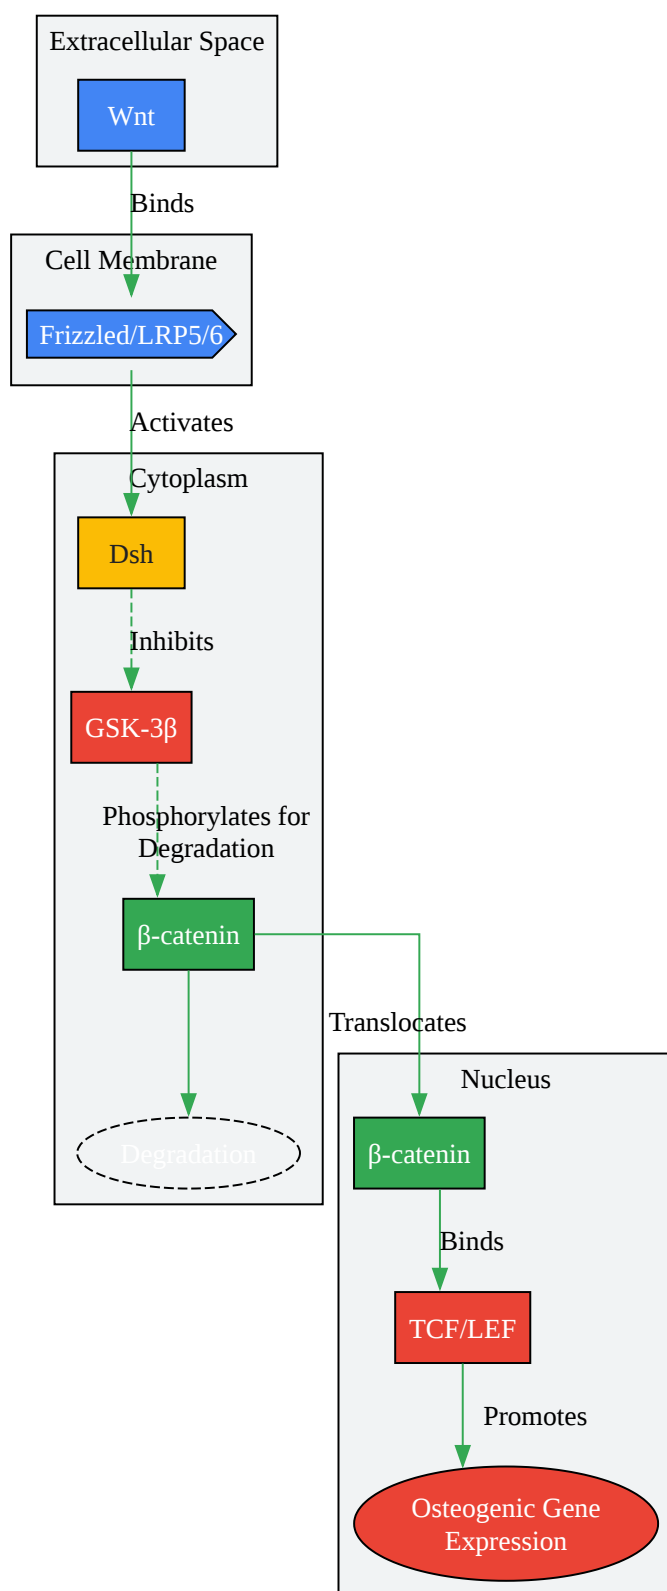 Extracellular Space
Wnt
Binds
Cell Membrane
Frizzled/LRP5/6
Activates
Cytoplasm
Dsh
Inhibits
GSK-3β
Phosphorylates for
Degradation
β-catenin
Translocates
Nucleus
β-catenin
Degradation
Binds
TCF/LEF
Promotes
Osteogenic Gene
Expression